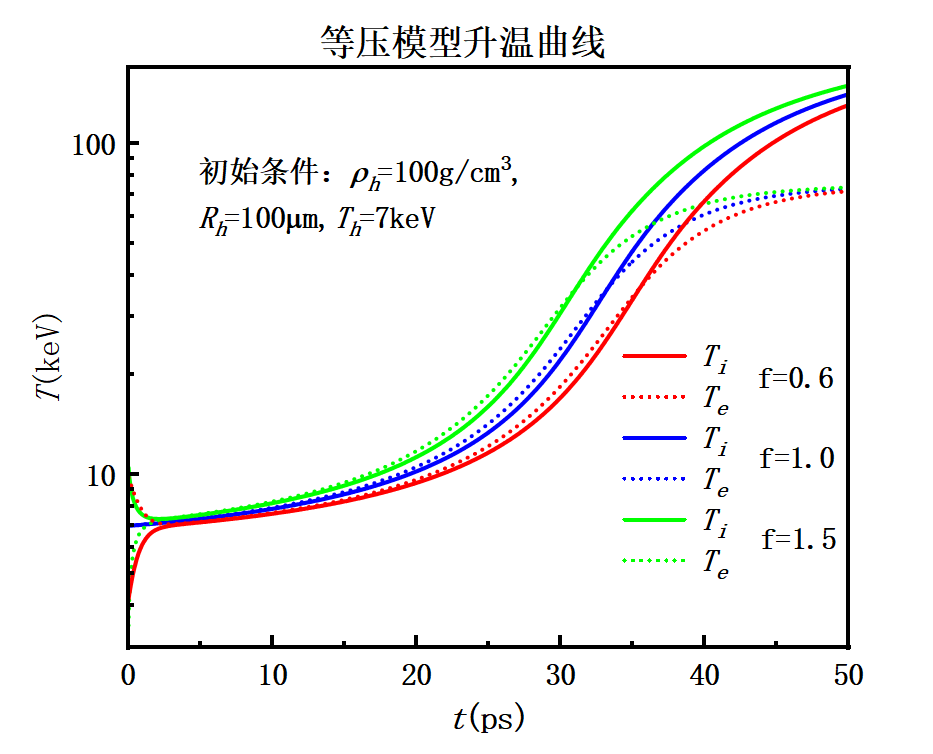 等压模型升温曲线
100
初始条件：ρh=100g/cm3,
Rh=100μm, Th=7keV
T(keV)
Ti
f=0.6
Te
Ti
f=1.0
10
Te
Ti
f=1.5
Te
0 10 20 30 40 50
t(ps)